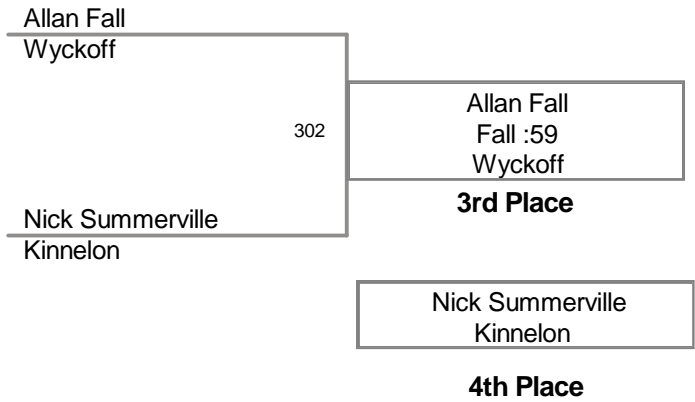 Allan Fall
Wyckoff
302
Allan Fall
Fall :59
Wyckoff
3rd Place
Nick Summerville
Kinnelon
Nick Summerville
Kinnelon
4th Place